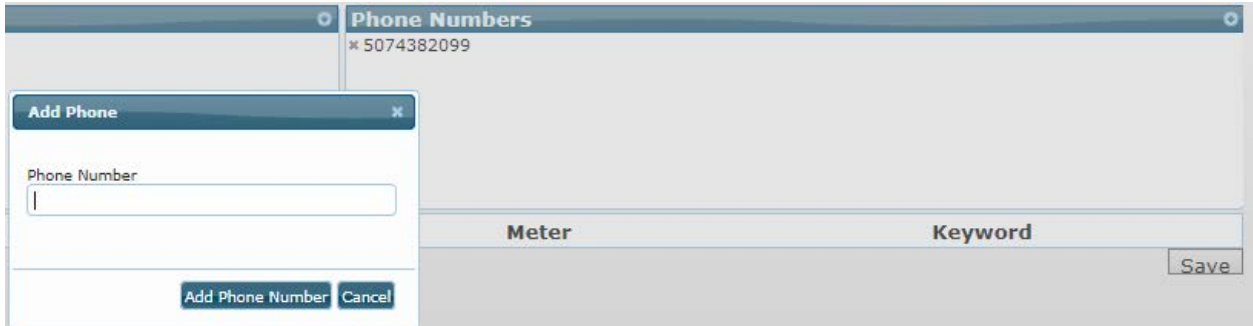 Phone Numbers
5074382099
Add Phone
Phone Number
Add Phone Number Cancel
Meter Keyword
Save